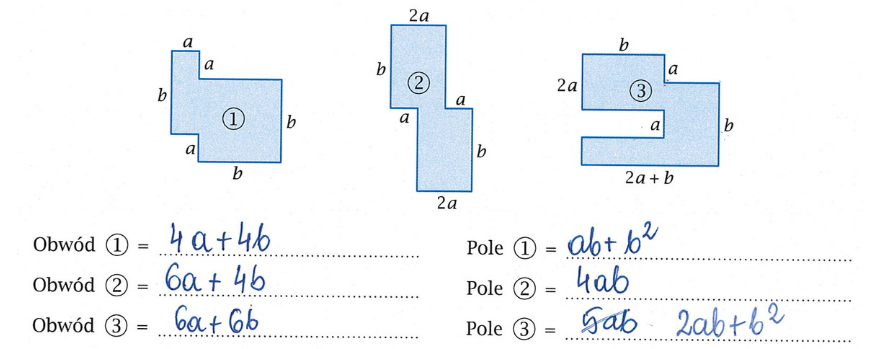 a
a
b
①
b
a
b
2a
b
②
a
a
b
2a
b
a
2a
③
a
b
2a + b
Obwód ① = 4a + 4b
Obwód ② = 6a + 4b
Obwód ③ = 6a + 6b
Pole ① = ab + b²
Pole ② = 4ab
Pole ③ = 5ab 2ab + b²